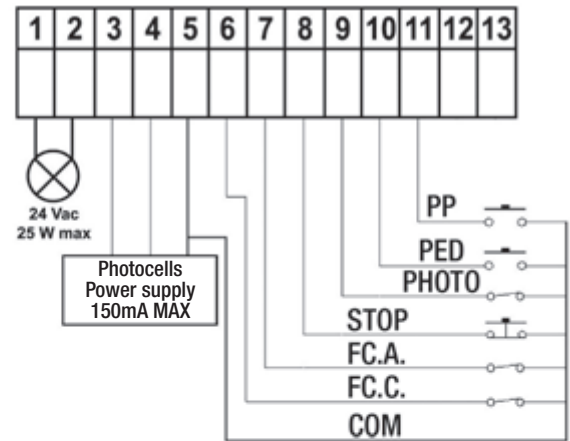 1 2 3 4 5 6 7 8 9 10 11 12 13
24 Vac
25 W max
Photocells
Power supply
150mA MAX
PP
PED
PHOTO
STOP
FC.A.
FC.C.
COM